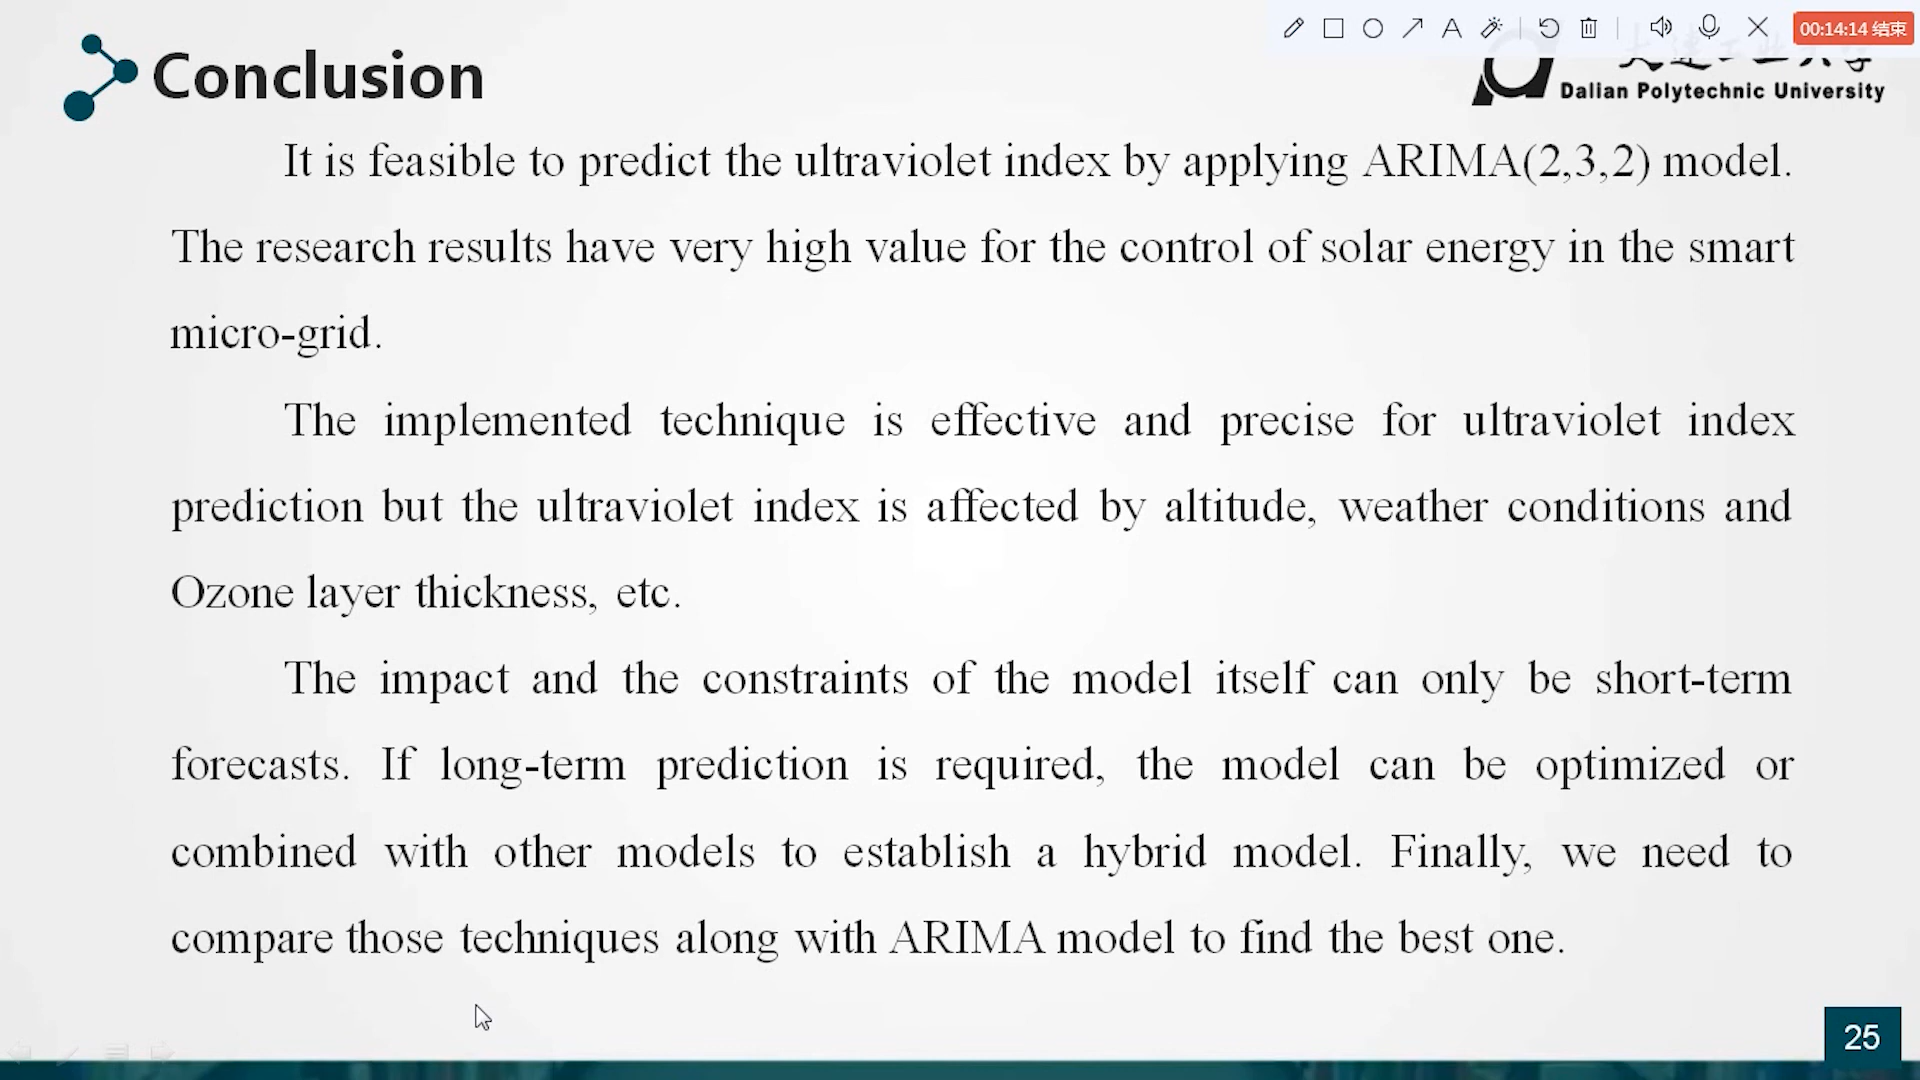 00:14:14 结束
Conclusion
Dalian Polytechnic University
It is feasible to predict the ultraviolet index by applying ARIMA(2,3,2) model.
The research results have very high value for the control of solar energy in the smart
micro-grid.
The implemented technique is effective and precise for ultraviolet index
prediction but the ultraviolet index is affected by altitude, weather conditions and
Ozone layer thickness, etc.
The impact and the constraints of the model itself can only be short-term
forecasts. If long-term prediction is required, the model can be optimized or
combined with other models to establish a hybrid model. Finally, we need to
compare those techniques along with ARIMA model to find the best one.
25